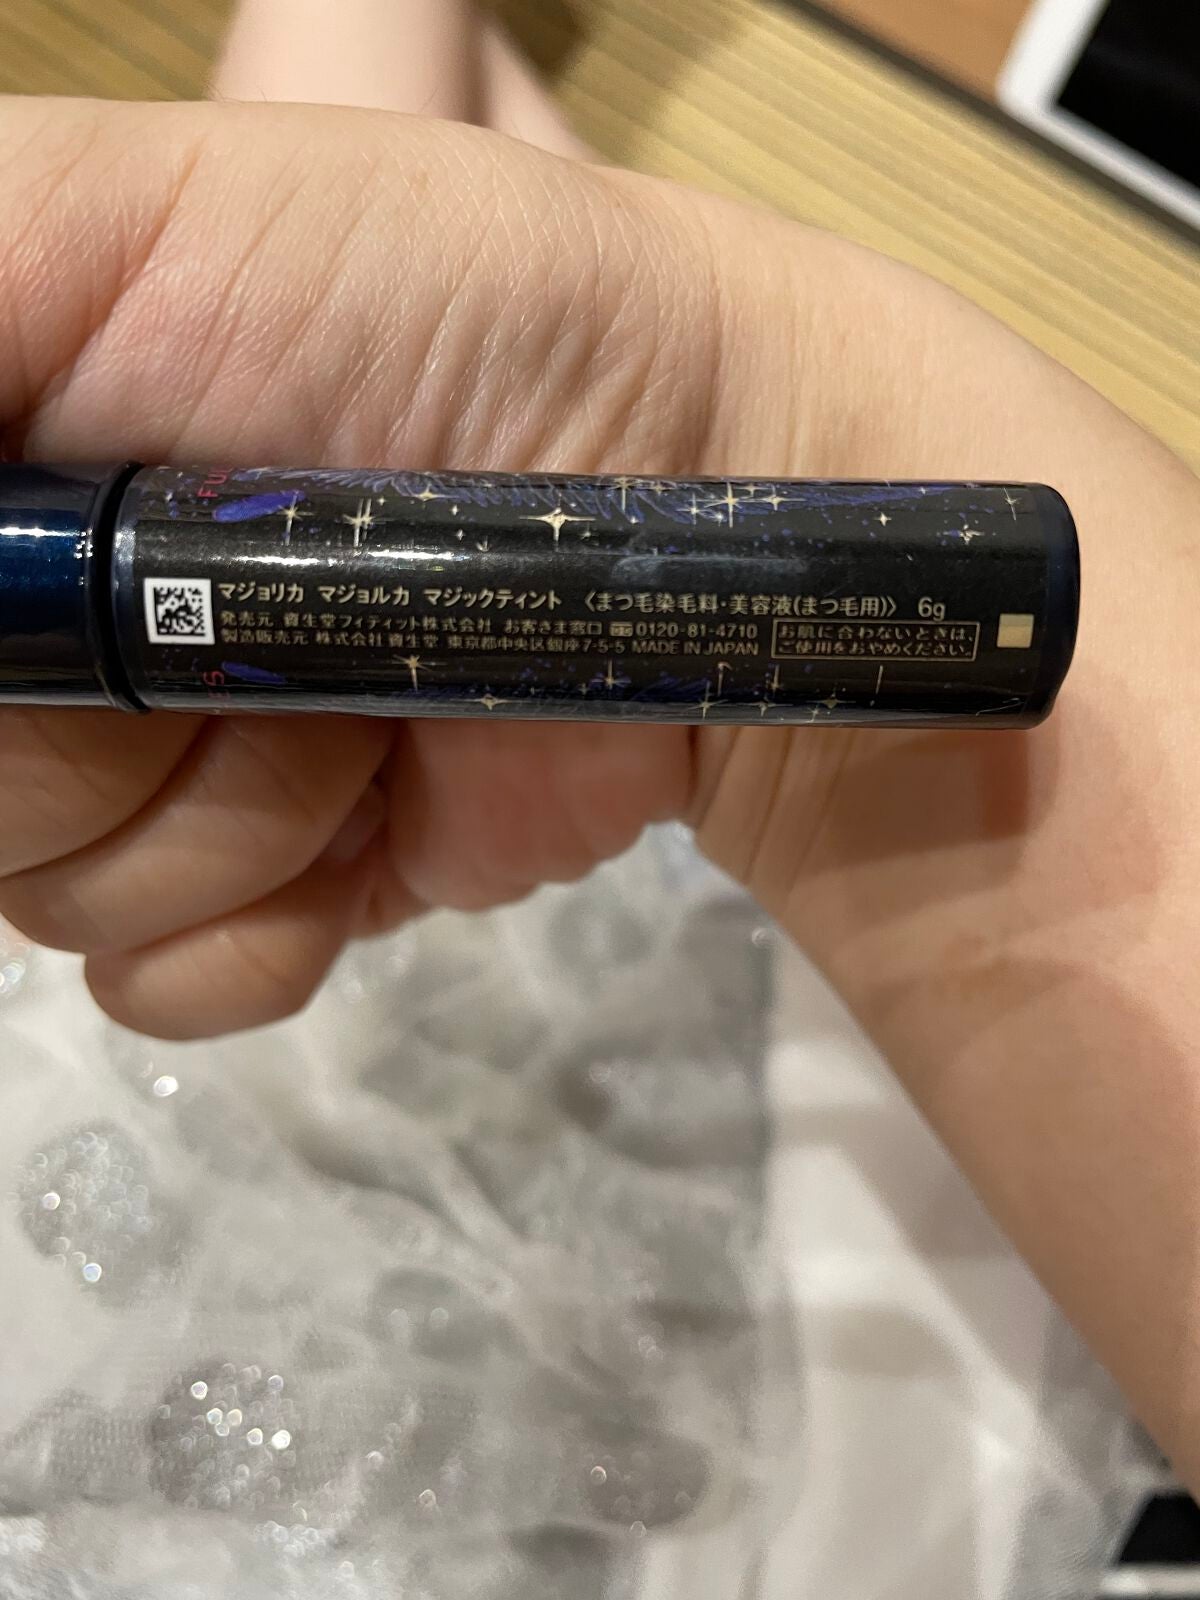 マジョリカ マジョルカ マジックティント 〈まつ毛染毛料・美容液(まつ毛用)〉 6g
発売元 資生堂フィティット株式会社 お客さま窓口 0120-81-4710
製造販売元 株式会社 資生堂 東京都中央区銀座7-5-5 MADE IN JAPAN
お肌に合わないときは、
ご使用をおやめください。